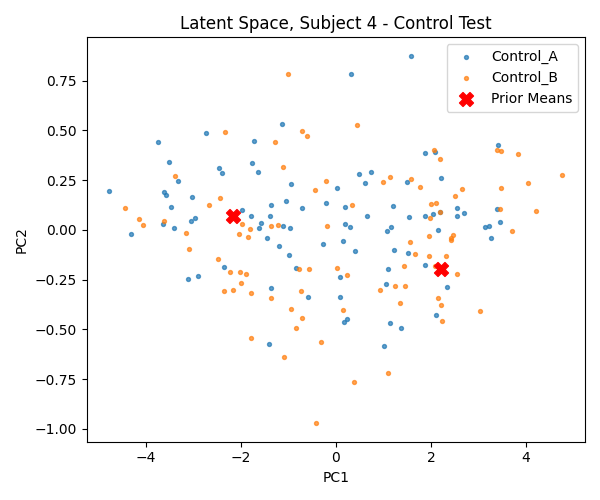 Latent Space, Subject 4 - Control Test
Control_A
Control_B
Prior Means
PC2
0.75
0.50
0.25
0.00
−0.25
−0.50
−0.75
−1.00
−4
−2
0
2
4
PC1